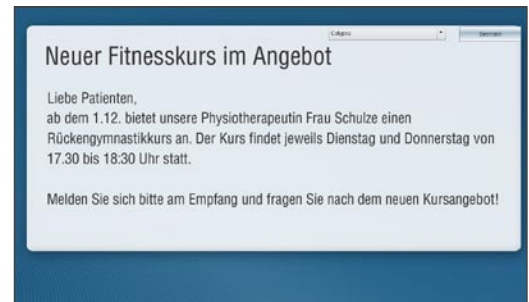 Calypso
Beenden
Neuer Fitnesskurs im Angebot
Liebe Patienten,
ab dem 1.12. bietet unsere Physiotherapeutin Frau Schulze einen
Rückengymnastikkurs an. Der Kurs findet jeweils Dienstag und Donnerstag von
17.30 bis 18:30 Uhr statt.
Melden Sie sich bitte am Empfang und fragen Sie nach dem neuen Kursangebot!